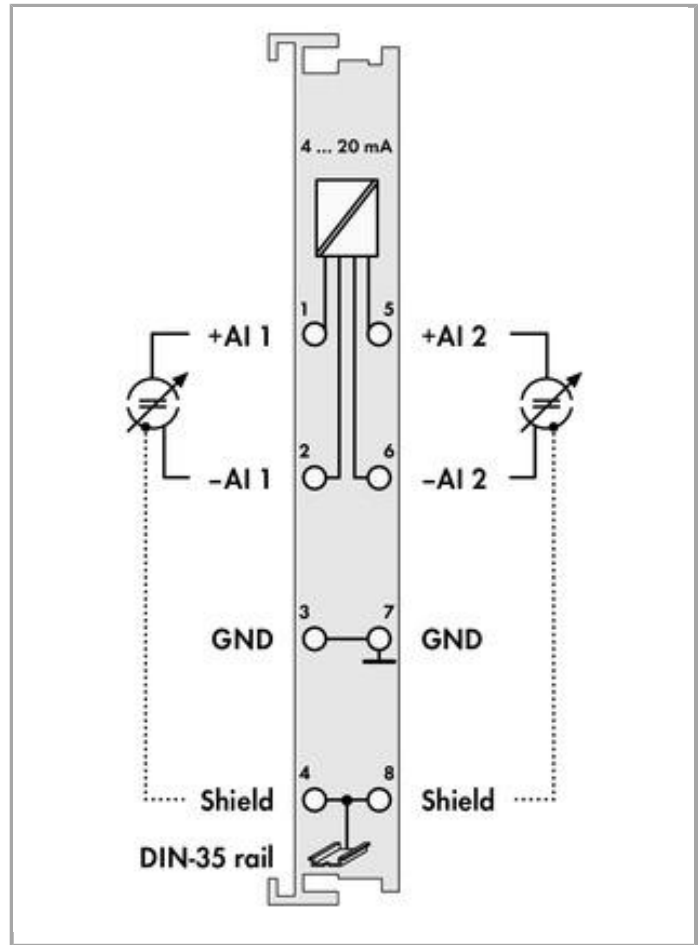 4 ... 20 mA
1 5
+AI 1 +AI 2
2 6
–AI 1 –AI 2
3 7
GND GND
4 8
Shield Shield
DIN-35 rail